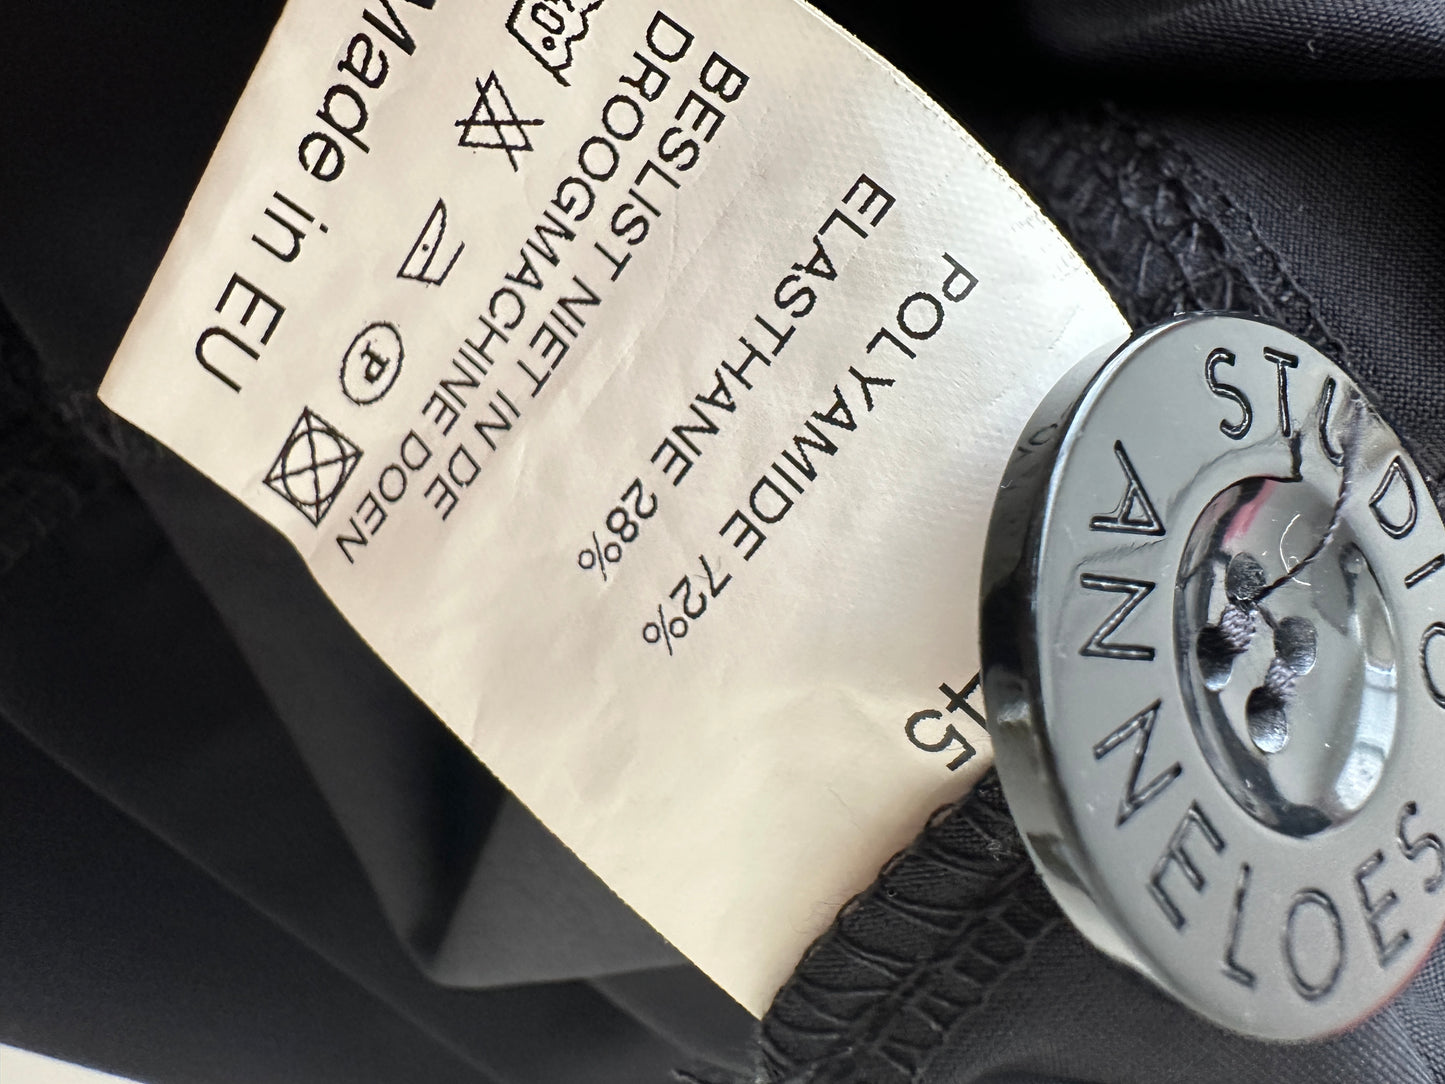 POLYAMIDE 72%
ELASTHANE 28%
BESLIST NIET IN DE
DROOGMACHINE DOEN
P
Made in EU
STUDIO
ANNELOES